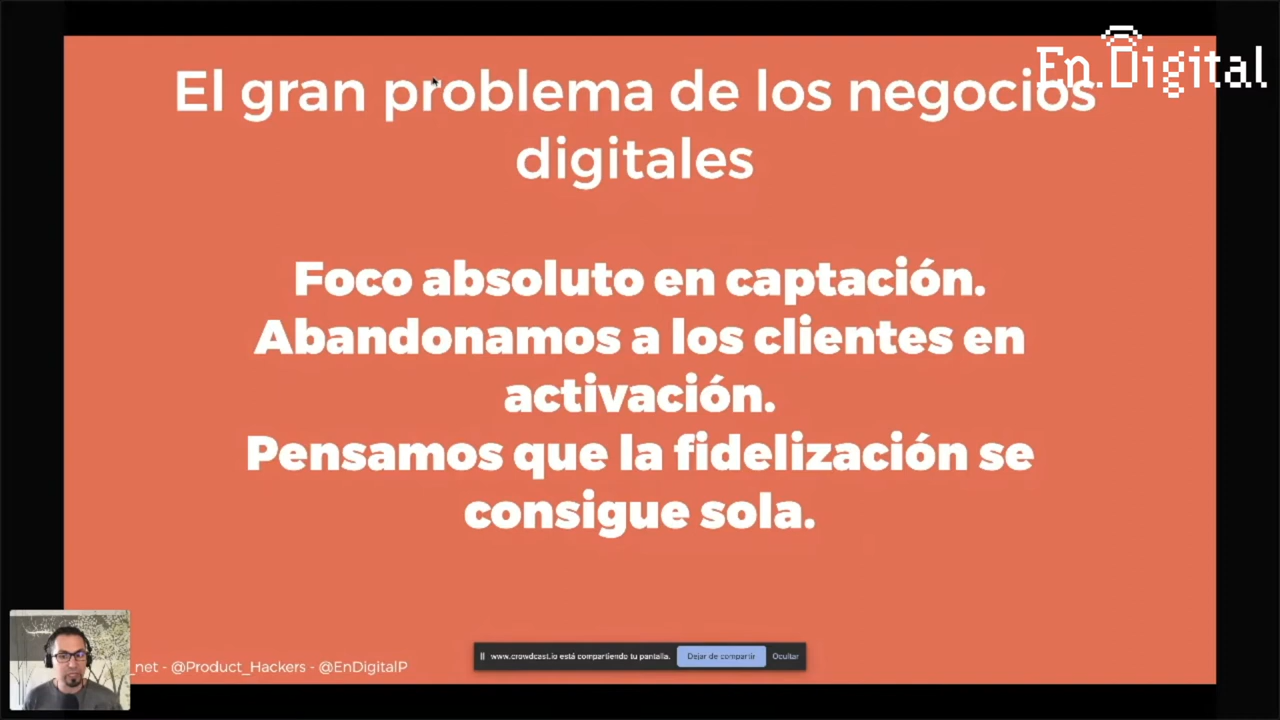 En.Digital
El gran problema de los negocios
digitales
Foco absoluto en captación.
Abandonamos a los clientes en
activación.
Pensamos que la fidelización se
consigue sola.
_net - @Product_Hackers - @EnDigitalP
www.crowdcast.io está compartiendo tu pantalla. Dejar de compartir Ocultar